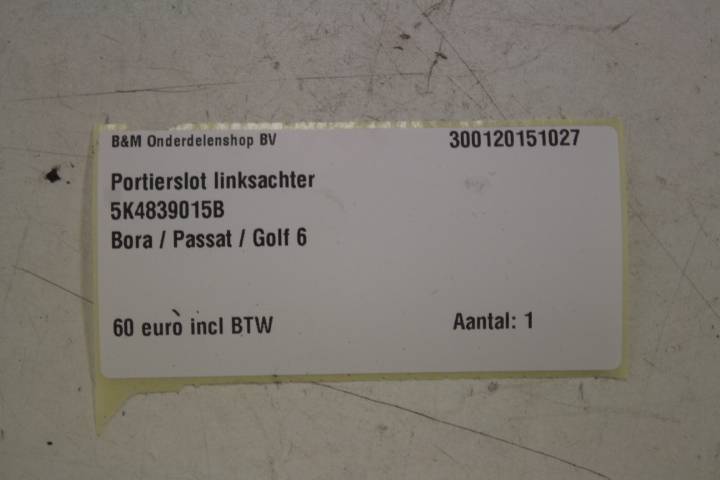 B&M Onderdelenshop BV 300120151027
Portierslot linksachter
5K4839015B
Bora / Passat / Golf 6
60 euro incl BTW Aantal: 1